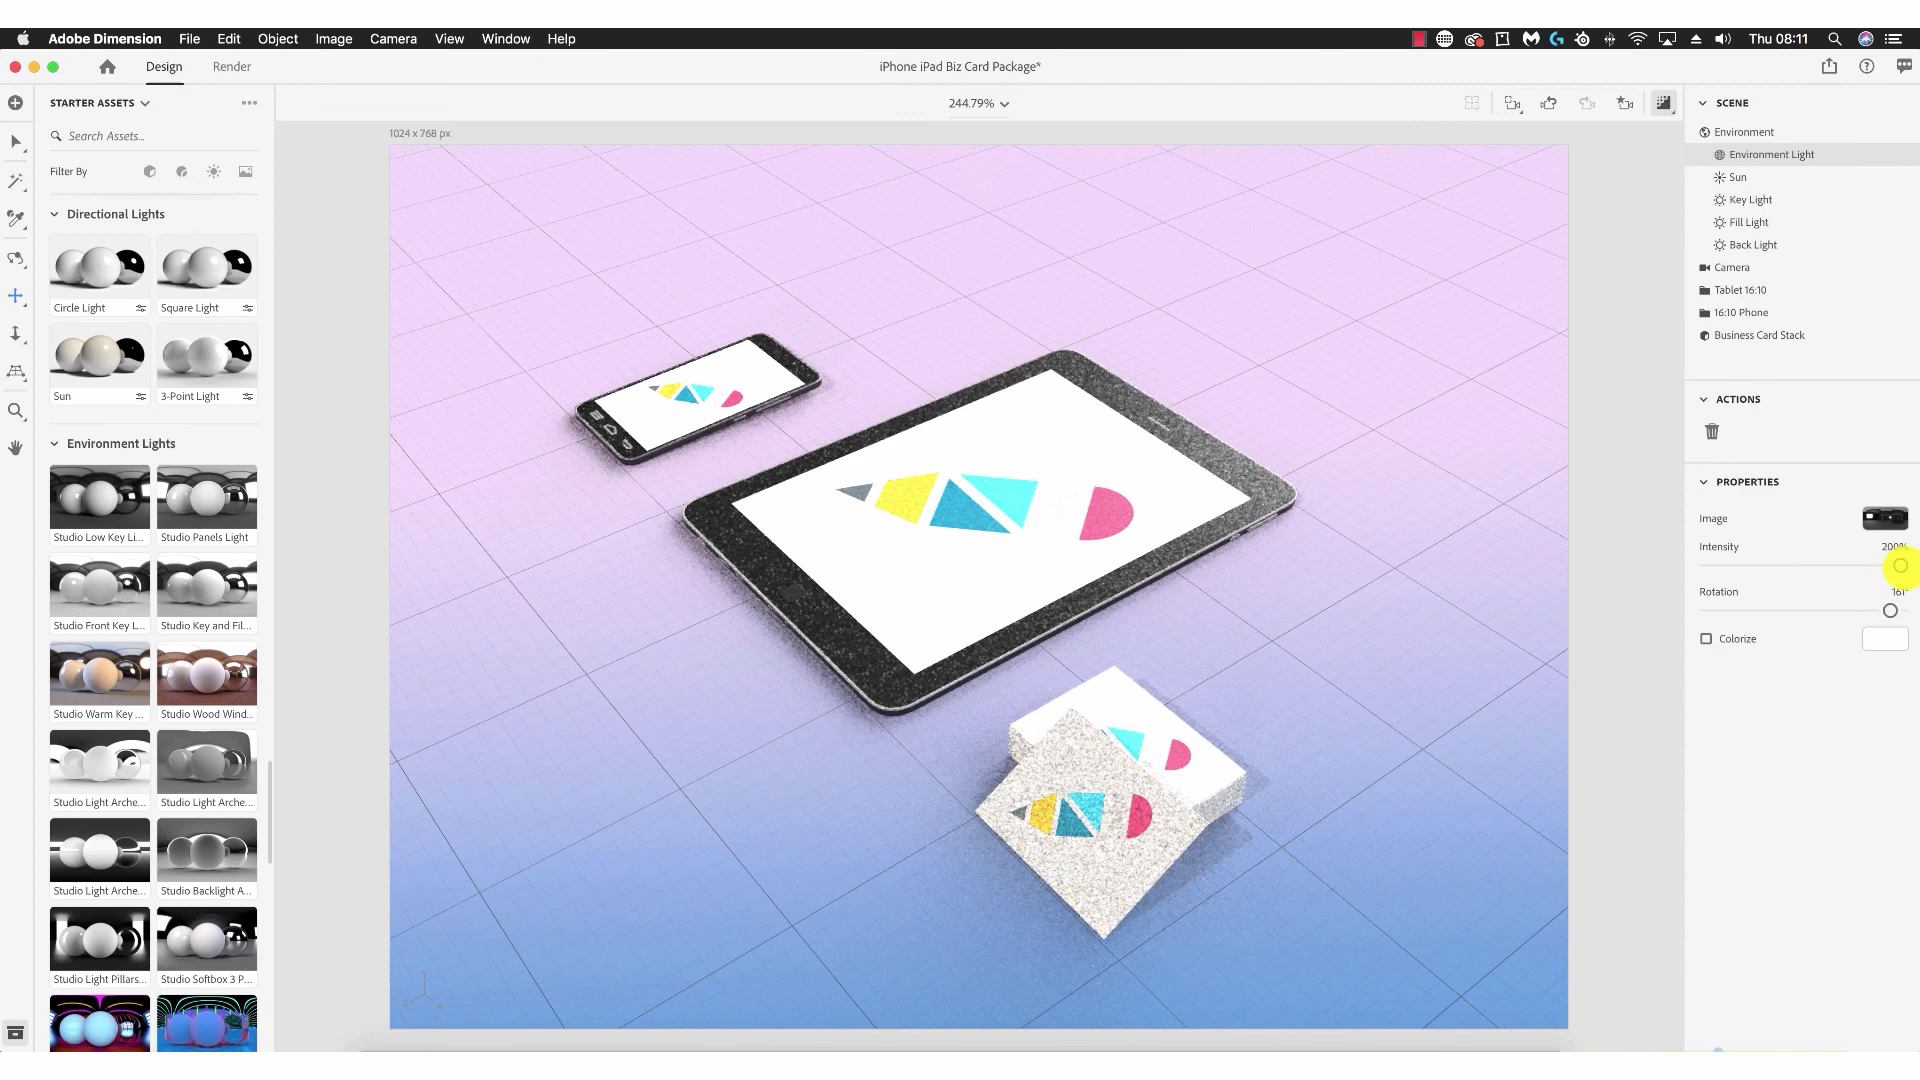 Adobe Dimension File Edit Object Image Camera View Window Help Thu 08:11
Design Render iPhone iPad Biz Card Package*
STARTER ASSETS
244.79%
Search Assets...
1024 x 768 px
Filter By
Directional Lights
Circle Light
Square Light
Sun
3-Point Light
Environment Lights
Studio Low Key Li...
Studio Panels Light
Studio Front Key L...
Studio Key and Fil...
Studio Warm Key ...
Studio Wood Wind...
Studio Light Arche...
Studio Light Arche...
Studio Light Arche...
Studio Backlight A...
Studio Light Pillars...
Studio Softbox 3 P...
SCENE
Environment
Environment Light
Sun
Key Light
Fill Light
Back Light
Camera
Tablet 16:10
16:10 Phone
Business Card Stack
ACTIONS
PROPERTIES
Image
Intensity 200%
Rotation 161°
Colorize